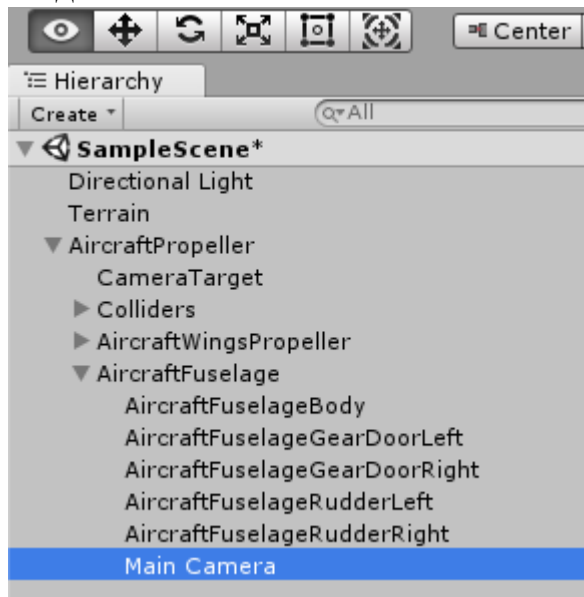 Center
Hierarchy
Create All
SampleScene*
Directional Light
Terrain
AircraftPropeller
CameraTarget
Colliders
AircraftWingsPropeller
AircraftFuselage
AircraftFuselageBody
AircraftFuselageGearDoorLeft
AircraftFuselageGearDoorRight
AircraftFuselageRudderLeft
AircraftFuselageRudderRight
Main Camera